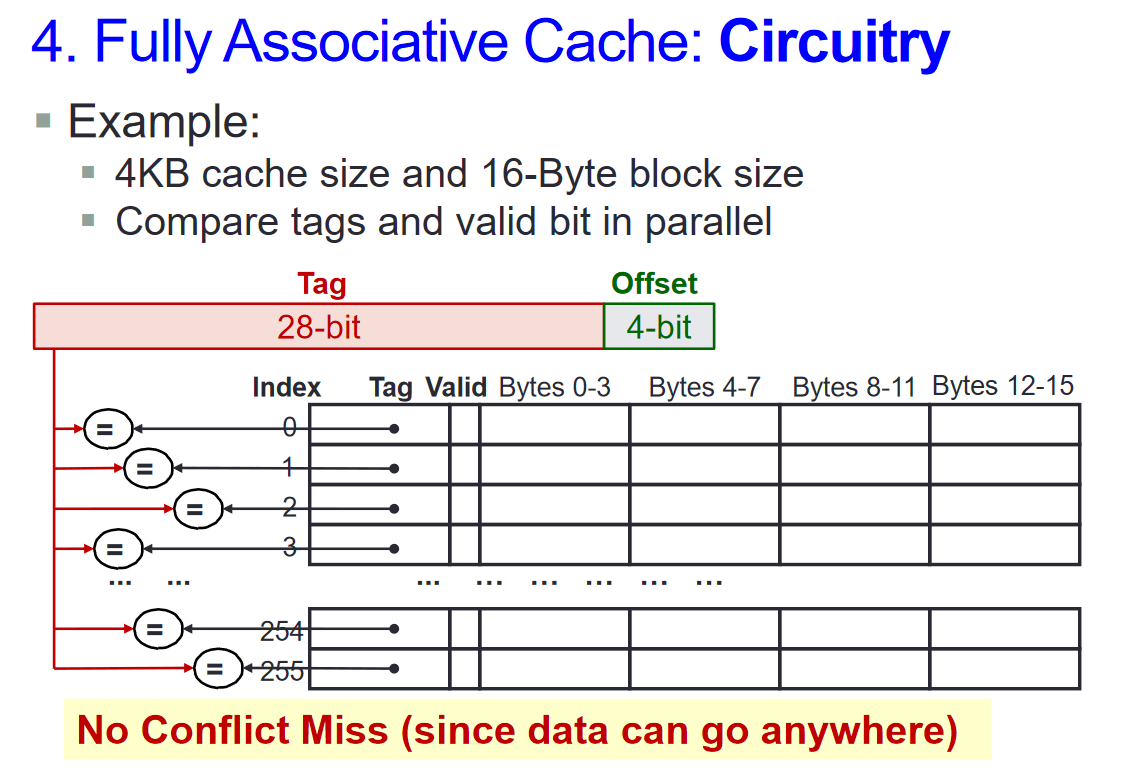 4. Fully Associative Cache: Circuitry
Example:
4KB cache size and 16-Byte block size
Compare tags and valid bit in parallel
Tag Offset
28-bit 4-bit
Index Tag Valid Bytes 0-3 Bytes 4-7 Bytes 8-11 Bytes 12-15
= 0
= 1
= 2
= 3
... ... ... ... ... ... ... ...
= 254
= 255
No Conflict Miss (since data can go anywhere)